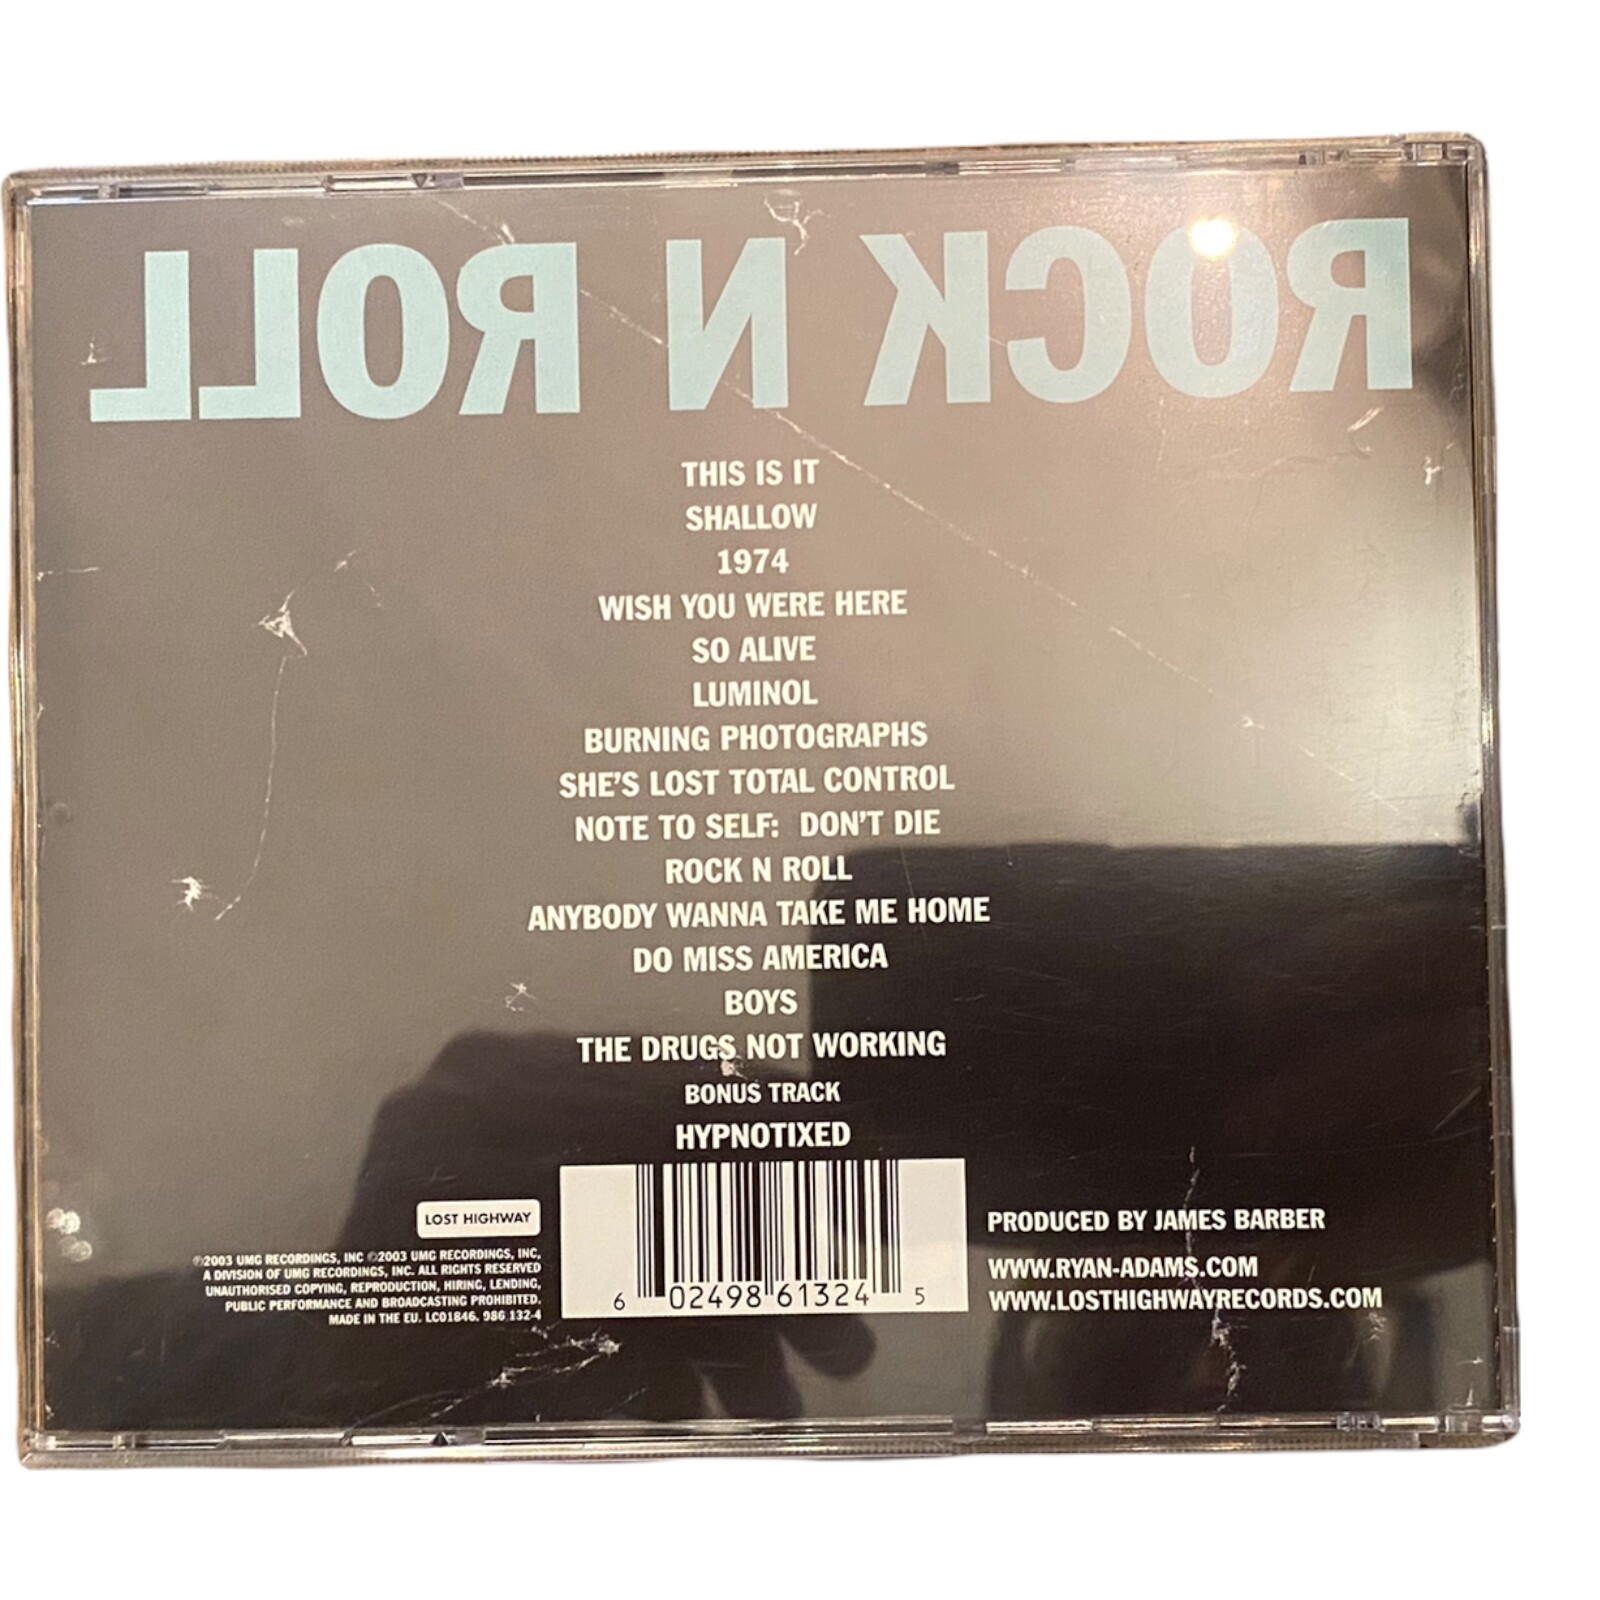 ROCK N ROLL
THIS IS IT
SHALLOW
1974
WISH YOU WERE HERE
SO ALIVE
LUMINOL
BURNING PHOTOGRAPHS
SHE'S LOST TOTAL CONTROL
NOTE TO SELF: DON'T DIE
ROCK N ROLL
ANYBODY WANNA TAKE ME HOME
DO MISS AMERICA
BOYS
THE DRUGS NOT WORKING
BONUS TRACK
HYPNOTIXED
LOST HIGHWAY
℗2003 UMG RECORDINGS, INC ©2003 UMG RECORDINGS, INC,
A DIVISION OF UMG RECORDINGS, INC. ALL RIGHTS RESERVED
UNAUTHORISED COPYING, REPRODUCTION, HIRING, LENDING,
PUBLIC PERFORMANCE AND BROADCASTING PROHIBITED.
MADE IN THE EU. LC01846. 986 132-4
6 02498 61324 5
PRODUCED BY JAMES BARBER
WWW.RYAN-ADAMS.COM
WWW.LOSTHIGHWAYRECORDS.COM